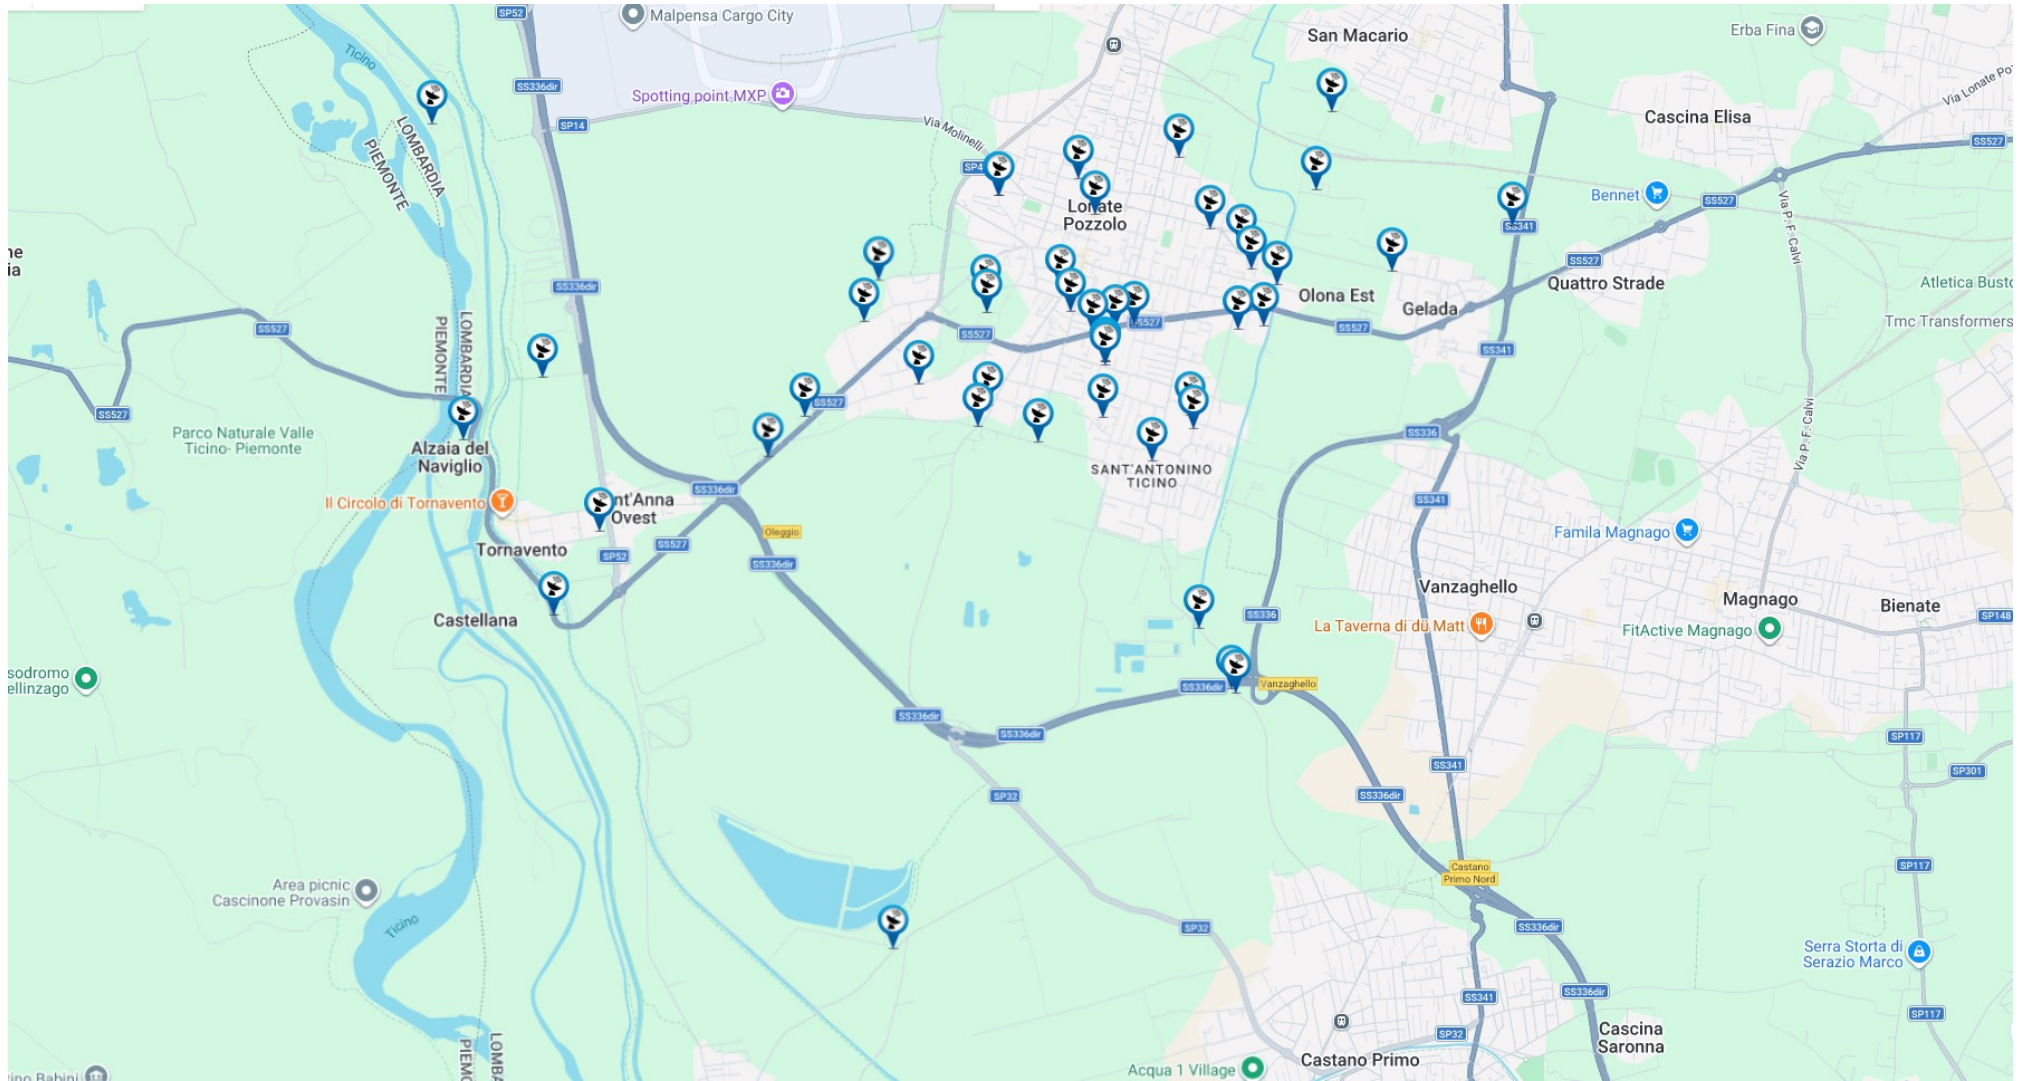 SP52
Malpensa Cargo City
San Macario
Erba Fina
Ticino
SS336dir
Spotting point MXP
SP14
Via Molinelli
Cascina Elisa
SS527
LOMBARDIA
PIEMONTE
SP4
Bennet
SS527
SS341
Via P. F. Calvi
Lonate
Pozzolo
SS527
Quattro Strade
Atletica Busto
SS336dir
Olona Est
Gelada
SS527
SS527
SS527
SS527
Tmc Transformers
LOMBARDIA
PIEMONTE
SS341
SS527
SS527
Parco Naturale Valle
Ticino- Piemonte
Alzaia del
Naviglio
SS336
Via P. F. Calvi
SANT'ANTONINO
TICINO
SS336dir
Il Circolo di Tornavento
Ovest
SS341
Oleggio
Famila Magnago
Tornavento
SS527
SP52
SS336dir
Vanzaghello
Magnago
Bienate
Castellana
SS336
La Taverna di dü Matt
FitActive Magnago
SP148
SS336dir
Vanzaghello
SS336dir
SS336dir
SP117
SS341
SP301
SP32
SS336dir
Castano
Primo Nord
SP117
Area picnic
Cascinone Provasin
Ticino
SP32
SS336dir
Serra Storta di
Serazio Marco
SS341
SS336dir
SP117
SP32
Cascina
Saronna
Castano Primo
Acqua 1 Village